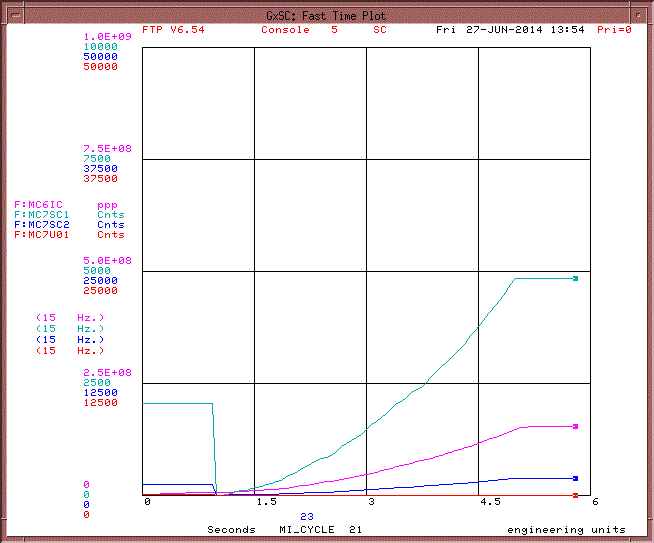 GxSC: Fast Time Plot
FTP V6.54 Console 5 SC Fri 27-JUN-2014 13:54 Pri=0
1.0E+09
10000
50000
50000
7.5E+08
7500
37500
37500
F:MC6IC ppp
F:MC7SC1 Cnts
F:MC7SC2 Cnts
F:MC7U01 Cnts
5.0E+08
5000
25000
25000
(15 Hz.)
(15 Hz.)
(15 Hz.)
(15 Hz.)
2.5E+08
2500
12500
12500
0
0
0
0
0 1.5 3 4.5 6
23
Seconds MI_CYCLE 21 engineering units